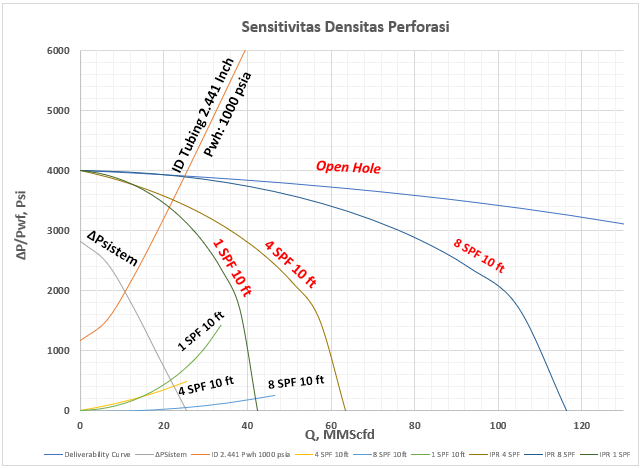 Sensitivitas Densitas Perforasi
6000
5000
4000
3000
2000
1000
0
ΔP/Pwf, Psi
ID Tubing 2.441 Inch
Pwh: 1000 psia
Open Hole
ΔPsistem
1 SPF 10 ft
4 SPF 10 ft
8 SPF 10 ft
1 SPF 10 ft
4 SPF 10 ft
8 SPF 10 ft
0 20 40 60 80 100 120
Q, MMScfd
Deliverability Curve ΔPSistem ID 2.441 Pwh 1000 psia 4 SPF 10ft 8 SPF 10ft 1 SPF 10ft IPR 4 SPF IPR 8 SPF IPR 1 SPF